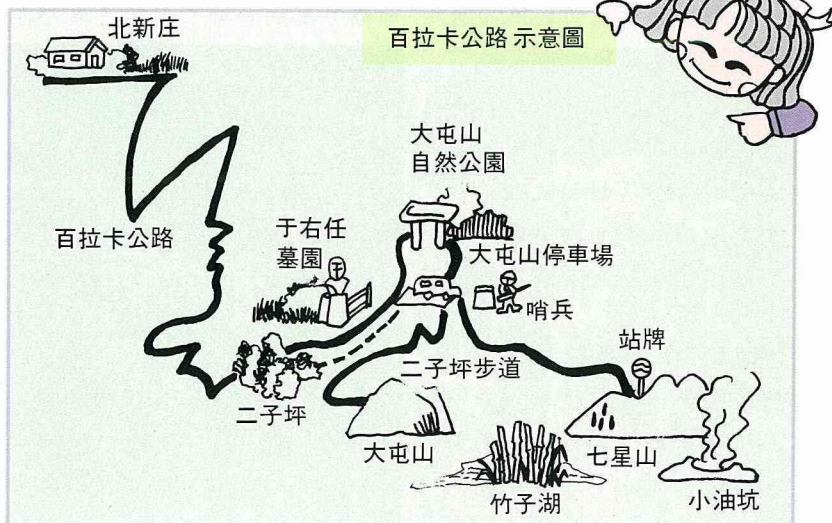 百拉卡公路 示意圖
北新庄
大屯山
自然公園
百拉卡公路
于右任
墓園
大屯山停車場
哨兵
站牌
二子坪步道
二子坪
大屯山
七星山
竹子湖
小油坑